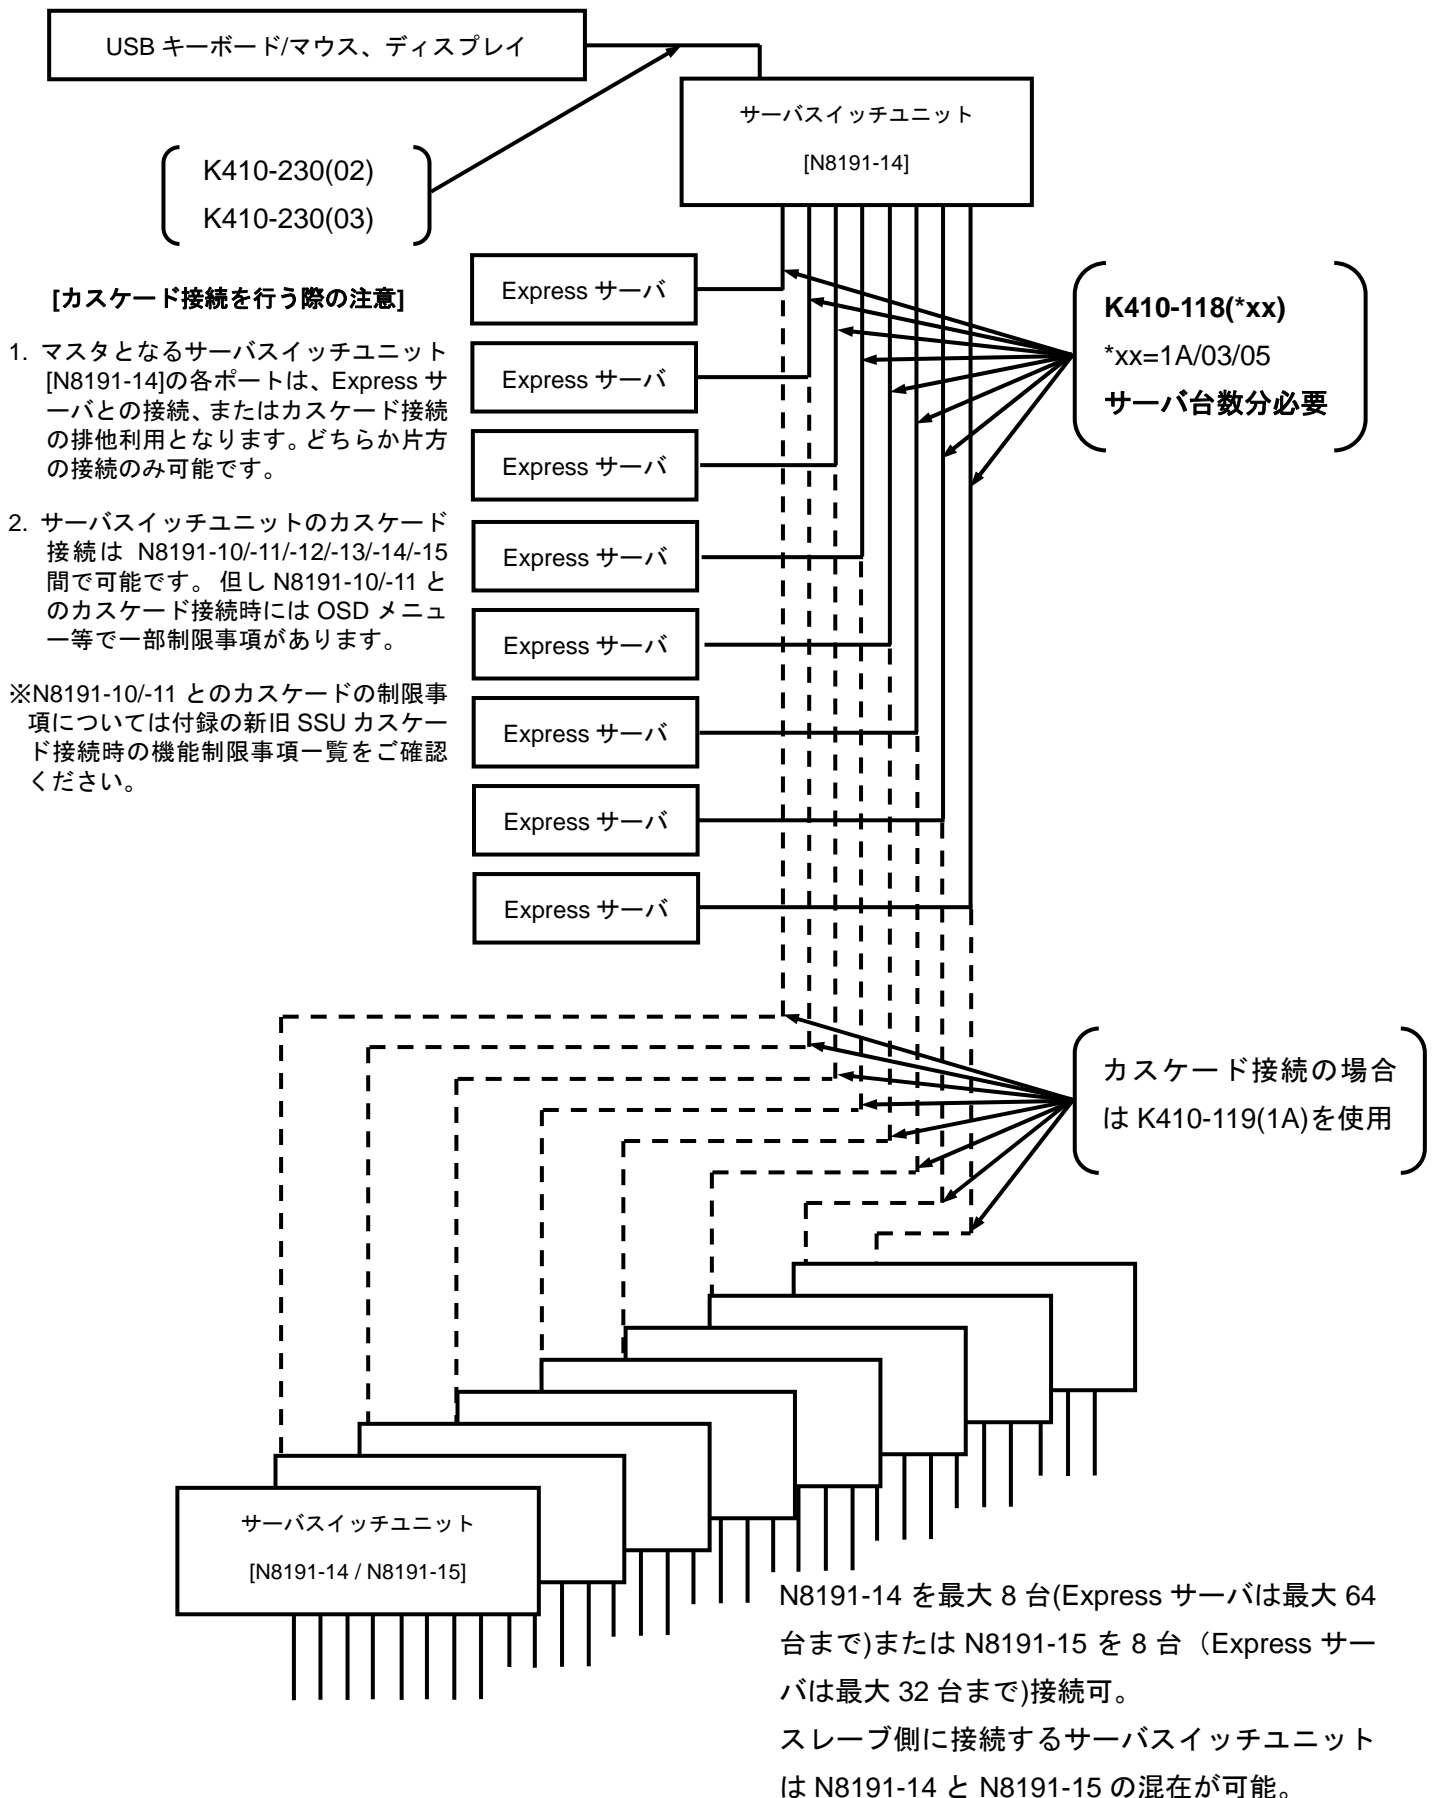 USB キーボード/マウス、ディスプレイ
サーバスイッチユニット
[N8191-14]
K410-230(02)
K410-230(03)
[カスケード接続を行う際の注意]
1. マスタとなるサーバスイッチユニット
[N8191-14]の各ポートは、Express サ
ーバとの接続、またはカスケード接続
の排他利用となります。どちらか片方
の接続のみ可能です。
2. サーバスイッチユニットのカスケード
接続は N8191-10/-11/-12/-13/-14/-15
間で可能です。 但し N8191-10/-11 と
のカスケード接続時には OSD メニュ
ー等で一部制限事項があります。
※N8191-10/-11 とのカスケードの制限事
項については付録の新旧 SSU カスケー
ド接続時の機能制限事項一覧をご確認
ください。
Express サーバ
Express サーバ
Express サーバ
Express サーバ
Express サーバ
Express サーバ
Express サーバ
Express サーバ
K410-118(*xx)
*xx=1A/03/05
サーバ台数分必要
カスケード接続の場合
は K410-119(1A)を使用
サーバスイッチユニット
[N8191-14 / N8191-15]
N8191-14 を最大 8 台(Express サーバは最大 64
台まで)または N8191-15 を 8 台（Express サー
バは最大 32 台まで)接続可。
スレーブ側に接続するサーバスイッチユニット
は N8191-14 と N8191-15 の混在が可能。